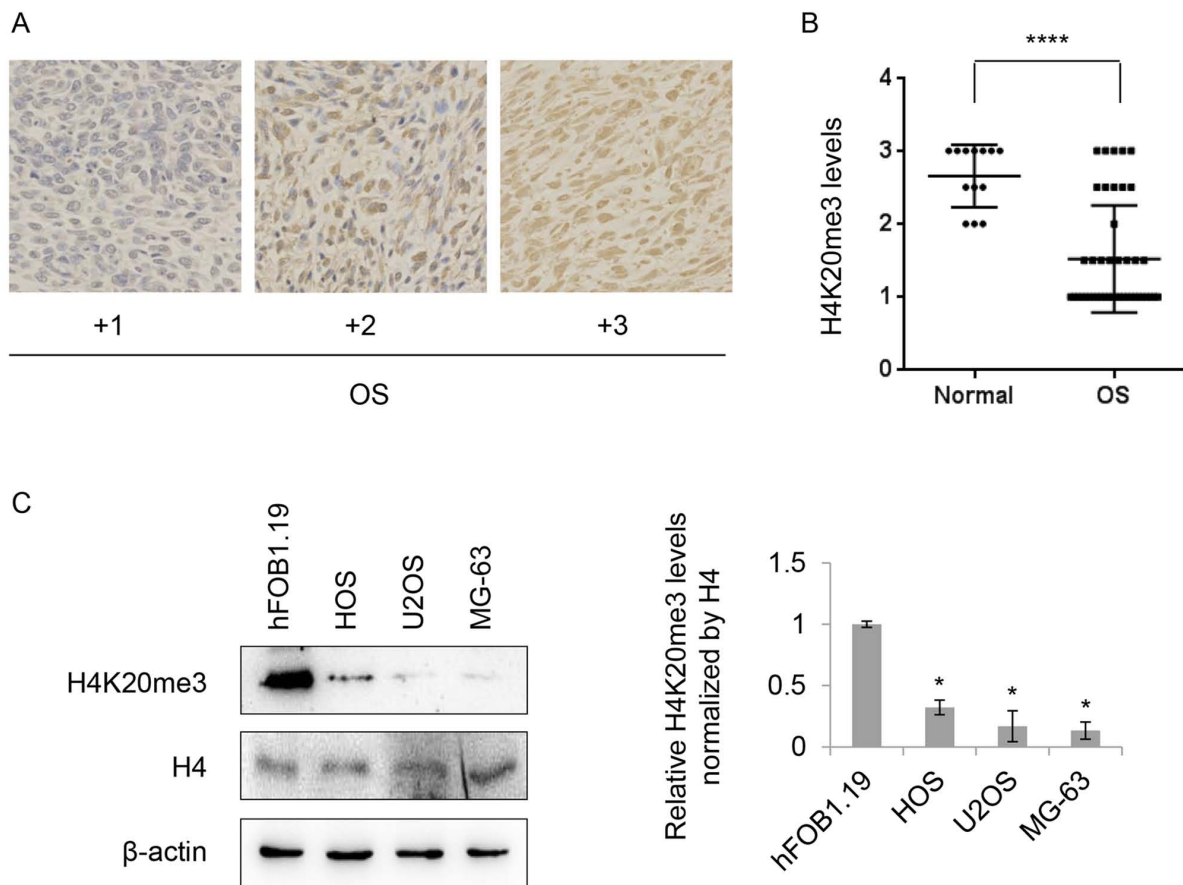 A
+1 +2 +3
OS
B
****
H4K20me3 levels
4
3
2
1
0
Normal OS
C
hFOB1.19 HOS U2OS MG-63
H4K20me3
H4
β-actin
Relative H4K20me3 levels
normalized by H4
1.5
1
0.5
0
* * *
hFOB1.19 HOS U2OS MG-63